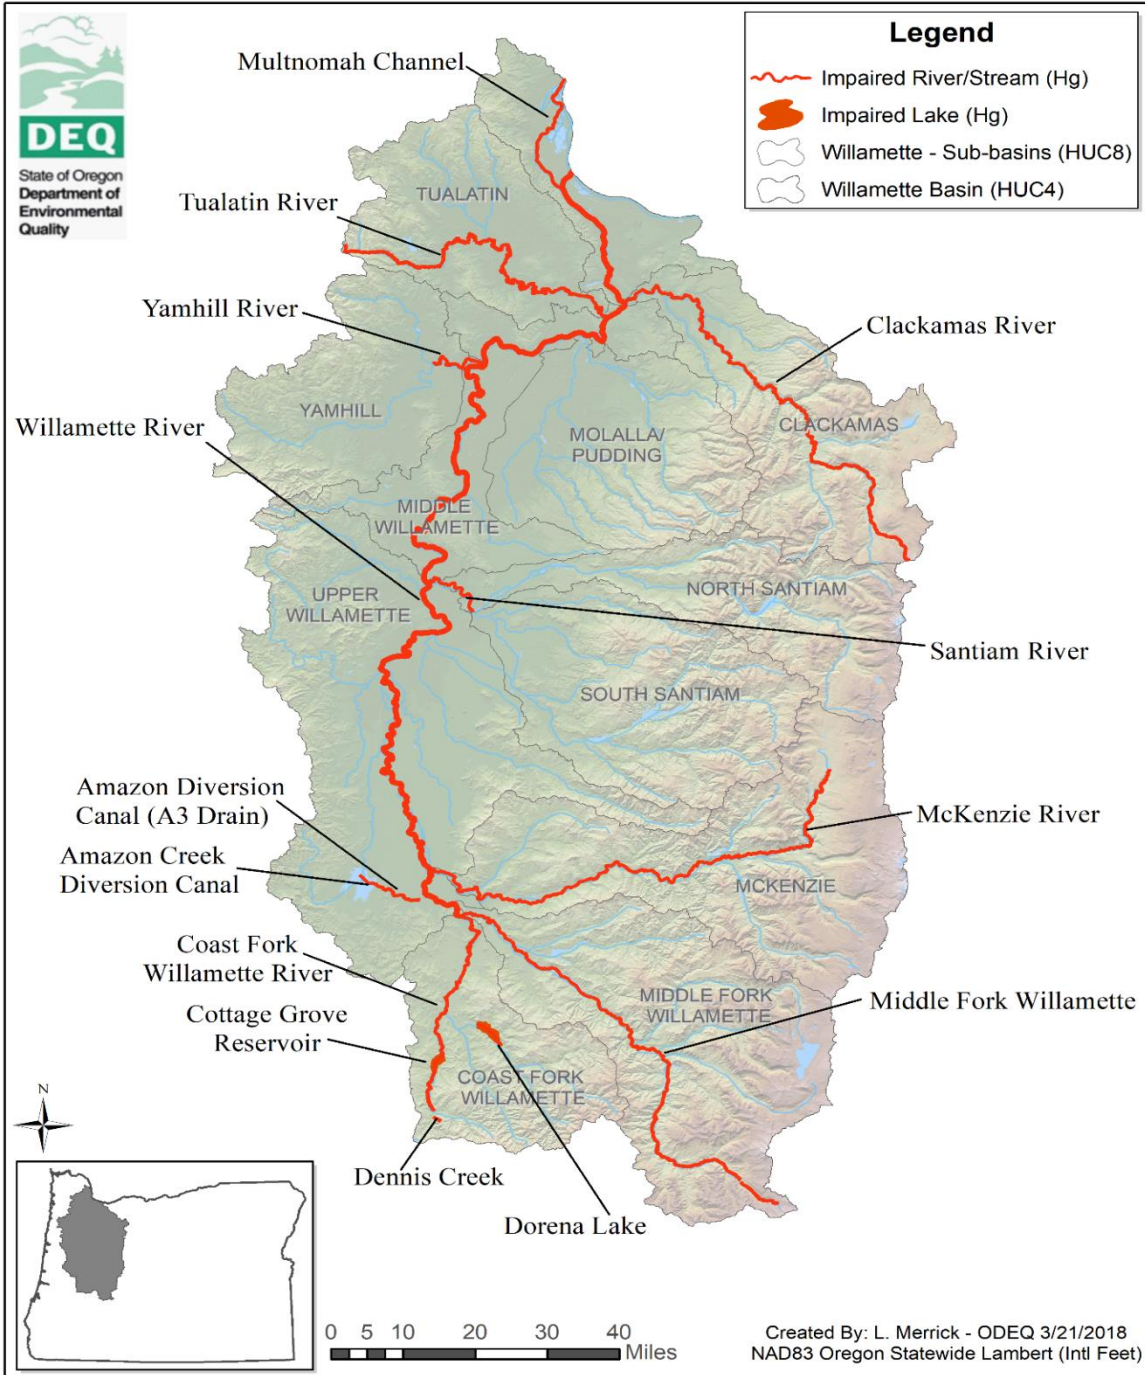 DEQ
State of Oregon
Department of
Environmental
Quality
Legend
Impaired River/Stream (Hg)
Impaired Lake (Hg)
Willamette - Sub-basins (HUC8)
Willamette Basin (HUC4)
Multnomah Channel
TUALATIN
Tualatin River
Yamhill River
Clackamas River
YAMHILL
Willamette River
MOLALLA/
PUDDING
CLACKAMAS
MIDDLE
WILLAMETTE
UPPER
WILLAMETTE
NORTH SANTIAM
Santiam River
SOUTH SANTIAM
Amazon Diversion
Canal (A3 Drain)
McKenzie River
Amazon Creek
Diversion Canal
MCKENZIE
Coast Fork
Willamette River
MIDDLE FORK
WILLAMETTE
Middle Fork Willamette
Cottage Grove
Reservoir
COAST FORK
WILLAMETTE
N
Dennis Creek
Dorena Lake
0 5 10 20 30 40
Miles
Created By: L. Merrick - ODEQ 3/21/2018
NAD83 Oregon Statewide Lambert (Intl Feet)